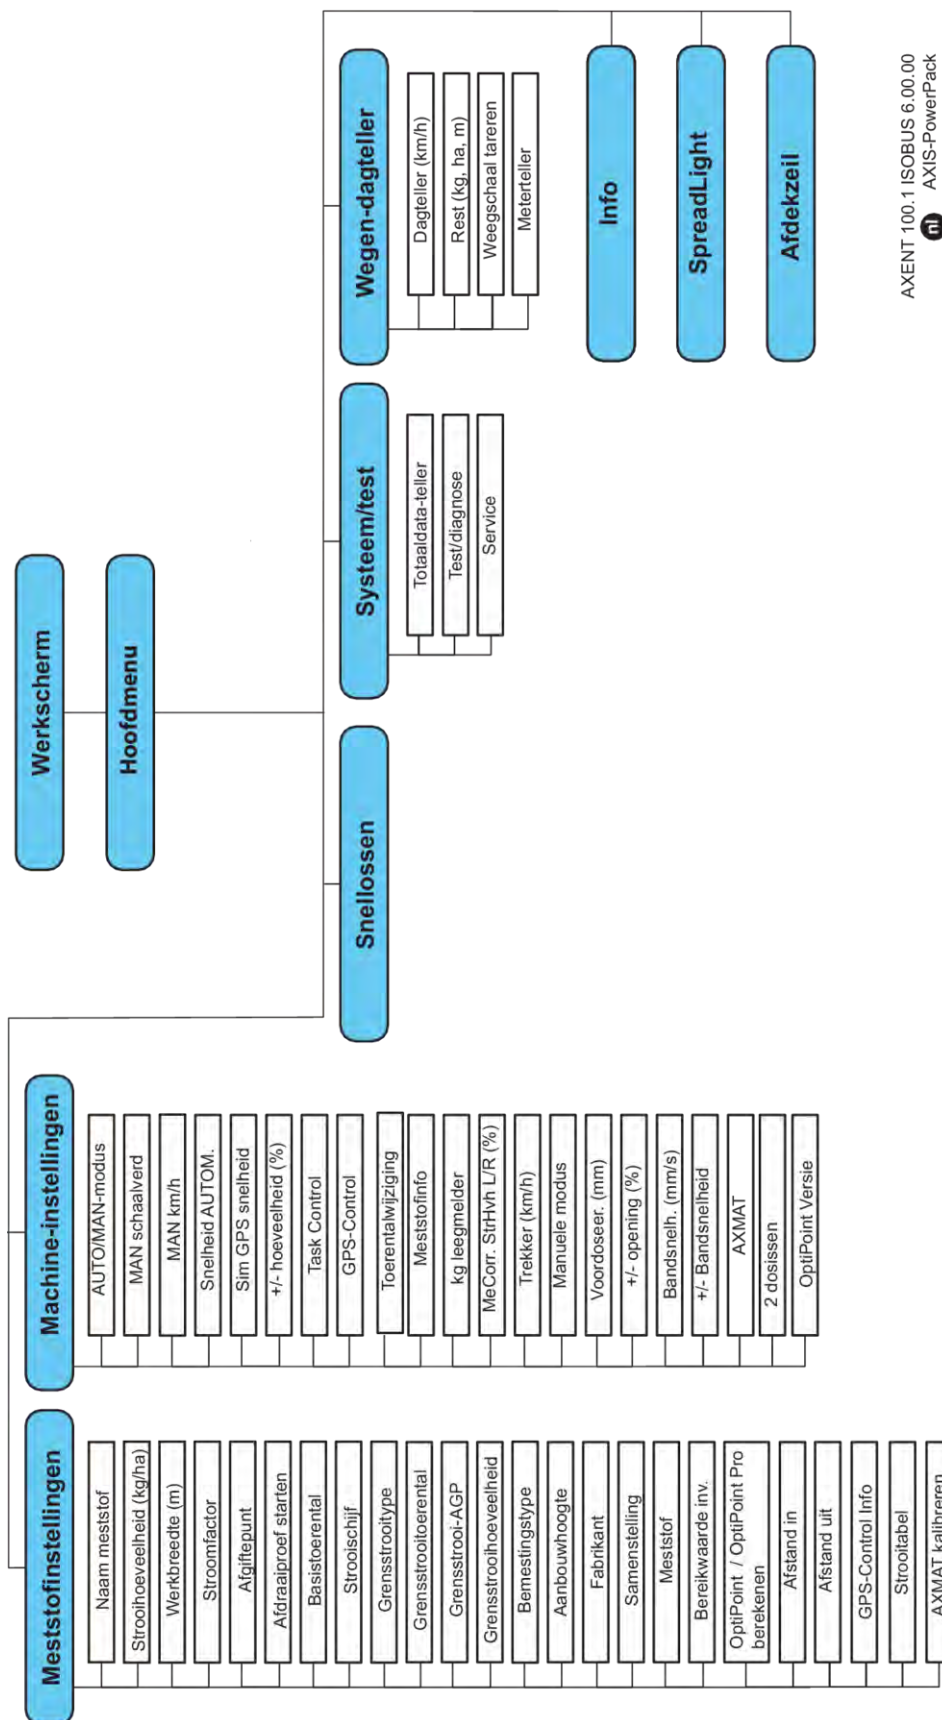 Werkscherm
Hoofdmenu
Meststofinstellingen
Naam meststof
Strooihoeveelheid (kg/ha)
Werkbreedte (m)
Stroomfactor
Afgiftepunt
Afdraaiproef starten
Basistoerental
Strooischijf
Grensstrooitype
Grensstrooitoerental
Grensstrooi-AGP
Grensstrooihoeveelheid
Bemestingstype
Aanbouwhoogte
Fabrikant
Samenstelling
Meststof
Bereikwaarde inv.
OptiPoint / OptiPoint Pro
berekenen
Afstand in
Afstand uit
GPS-Control Info
Strooitabel
AXMAT kalibreren
Machine-instellingen
AUTO/MAN-modus
MAN schaalverd
MAN km/h
Snelheid AUTOM.
Sim GPS snelheid
+/- hoeveelheid (%)
Task Control
GPS-Control
Toerentalwijziging
Meststofinfo
kg leegmelder
MeCorr. StrHvh L/R (%)
Trekker (km/h)
Manuele modus
Voordoseer. (mm)
+/- opening (%)
Bandsnelh. (mm/s)
+/- Bandsnelheid
AXMAT
2 dosissen
OptiPoint Versie
Snellossen
Systeem/test
Totaaldata-teller
Test/diagnose
Service
Wegen-dagteller
Dagteller (km/h)
Rest (kg, ha, m)
Weegschaal tareren
Meterteller
Info
SpreadLight
Afdekzeil
AXENT 100.1 ISOBUS 6.00.00
nl AXIS-PowerPack